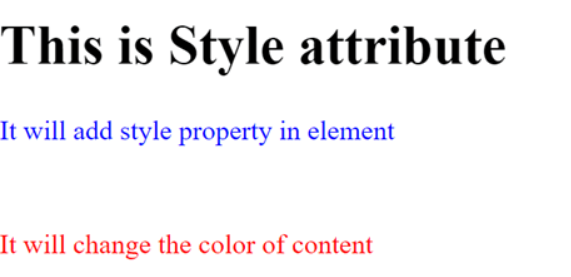 This is Style attribute
It will add style property in element
It will change the color of content